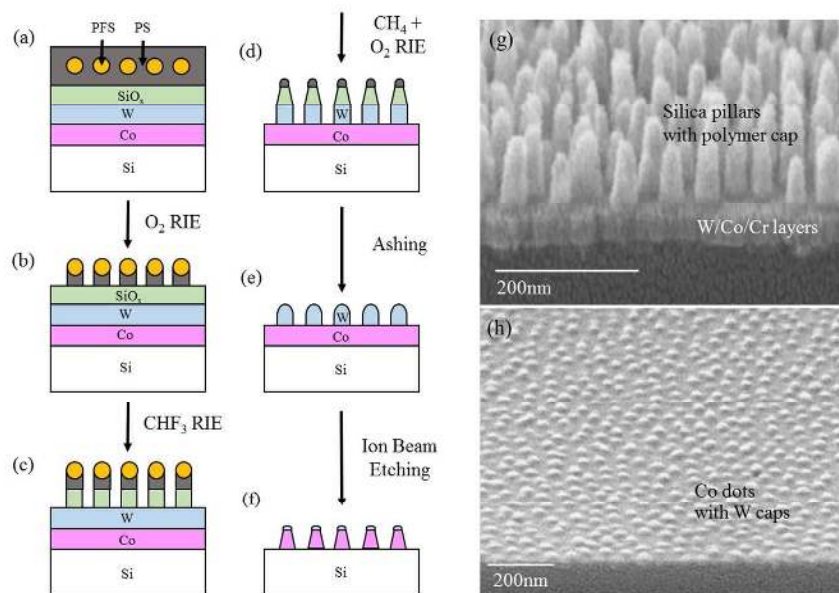 (a)
PFS
PS
SiOₓ
W
Co
Si
O₂ RIE
(b)
SiOₓ
W
Co
Si
CHF₃ RIE
(c)
W
Co
Si
CH₄ +
O₂ RIE
(d)
W
Co
Si
Ashing
(e)
W
Co
Si
Ion Beam
Etching
(f)
Si
(g)
Silica pillars
with polymer cap
W/Co/Cr layers
200nm
(h)
Co dots
with W caps
200nm